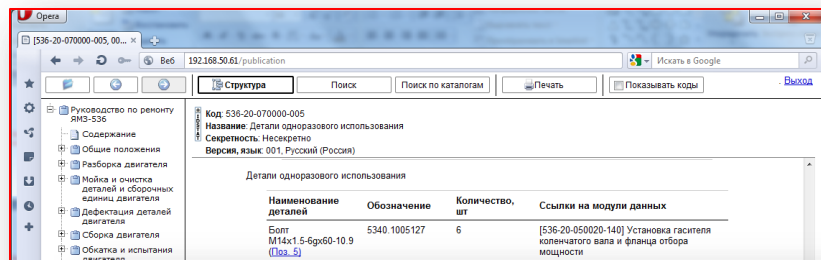 Opera
[536-20-070000-005, 00...
Веб
192.168.50.61/publication
Искать в Google
Структура
Поиск
Поиск по каталогам
Печать
Показывать коды
Выход
Руководство по ремонту
ЯМЗ-536
Содержание
Общие положения
Разборка двигателя
Мойка и очистка
деталей и сборочных
единиц двигателя
Дефектация деталей
двигателя
Сборка двигателя
Обкатка и испытания
двигателя
Код: 536-20-070000-005
Название: Детали одноразового использования
Секретность: Несекретно
Версия, язык: 001, Русский (Россия)
Детали одноразового использования
Наименование
деталей
Обозначение
Количество,
шт
Ссылки на модули данных
Болт
М14х1.5-6gx60-10.9
(Поз. 5)
5340.1005127
6
[536-20-050020-140] Установка гасителя
коленчатого вала и фланца отбора
мощности